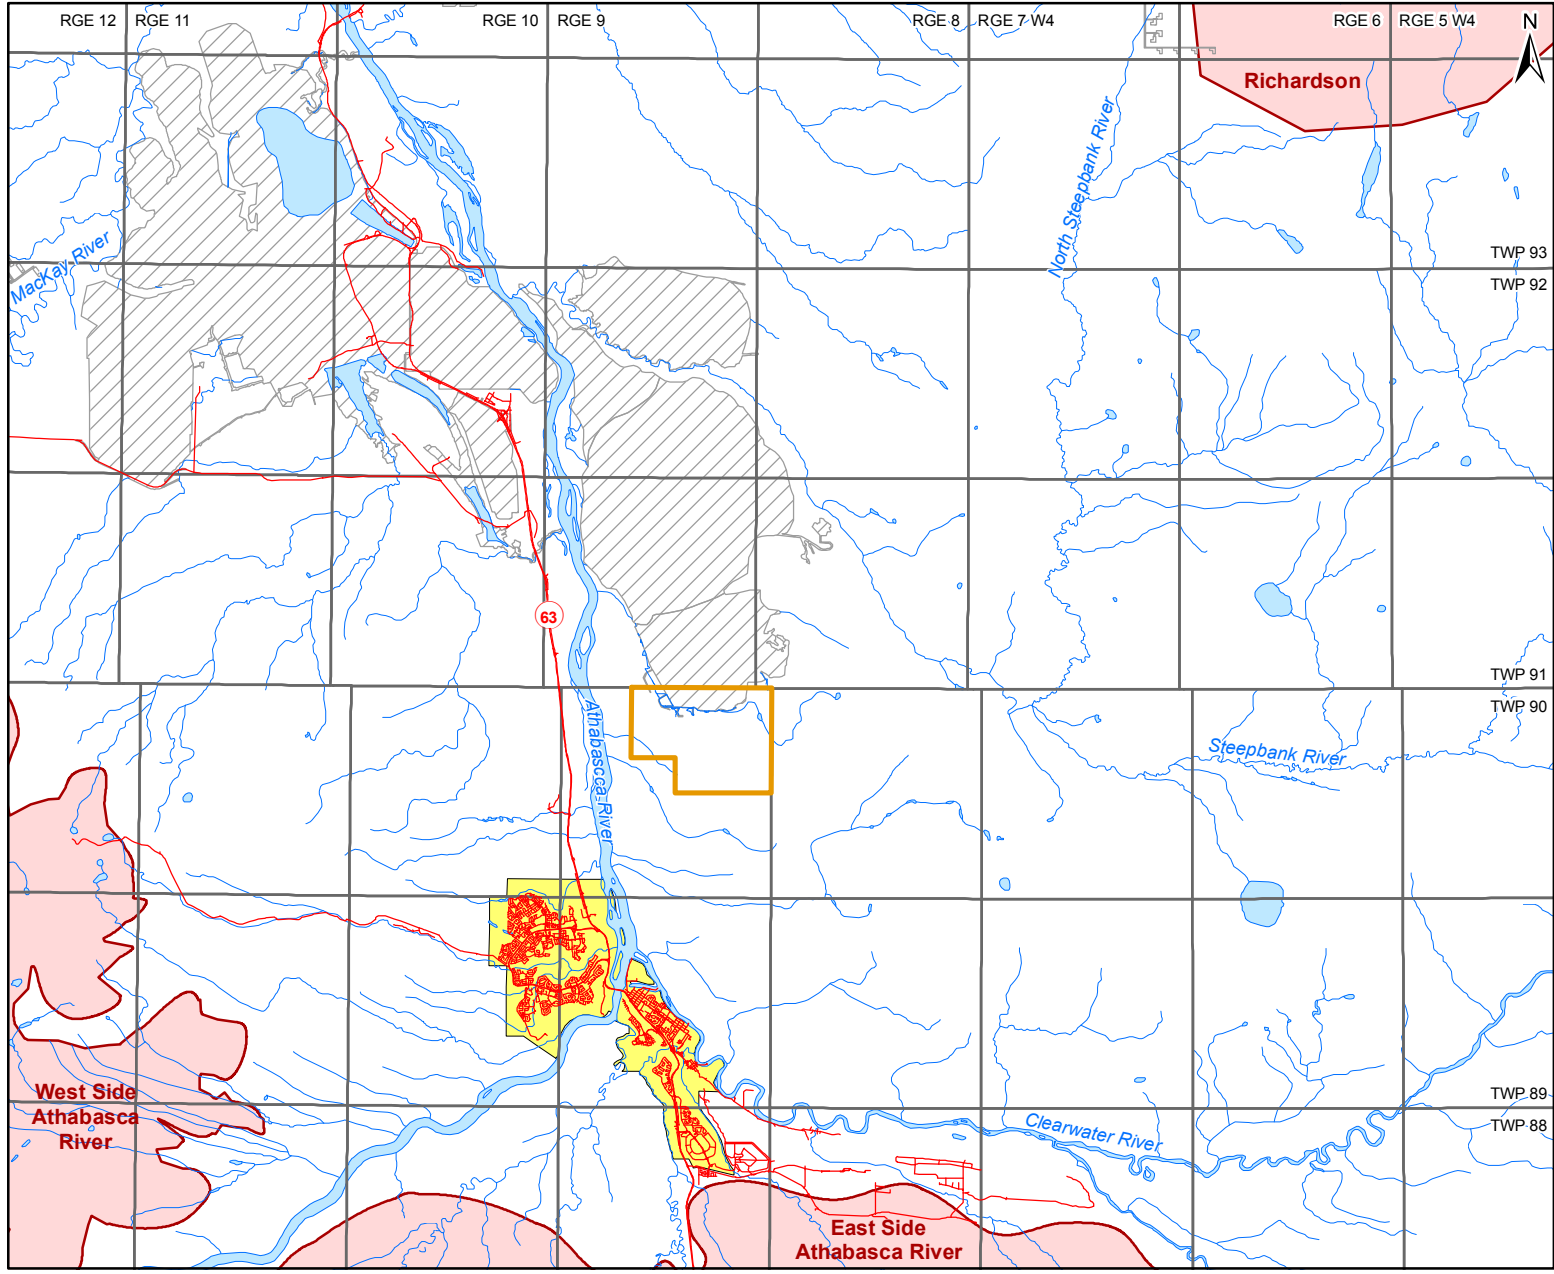 RGE 12
RGE 11
RGE 10
RGE 9
RGE 8
RGE 7 W4
RGE 6
RGE 5 W4
N
Richardson
North Steepbank River
MacKay River
TWP 93
TWP 92
63
TWP 91
TWP 90
Athabascca River
Steepbank River
West Side
Athabasca
River
TWP 89
TWP 88
Clearwater River
East Side
Athabasca River